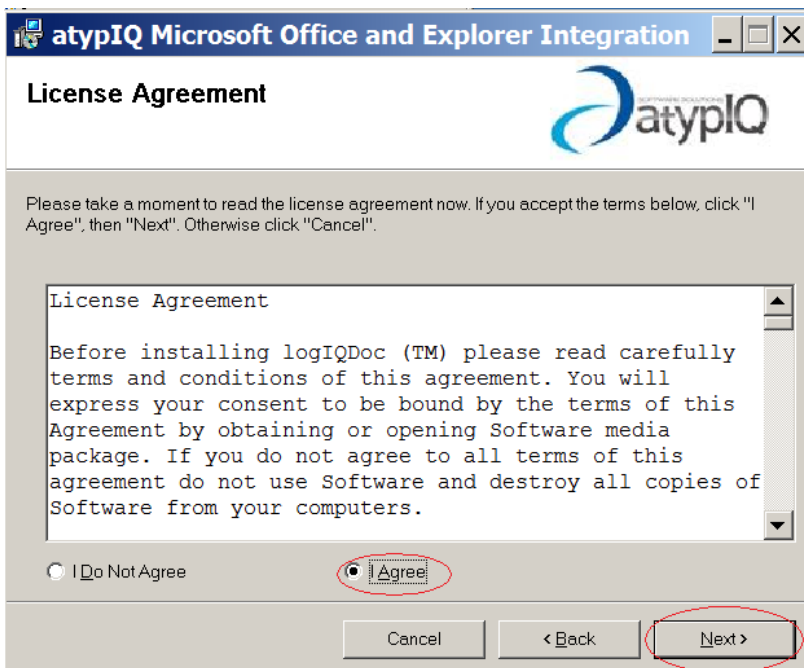 atypIQ Microsoft Office and Explorer Integration
License Agreement
SOFTWARE SOLUTIONS
atypIQ
Please take a moment to read the license agreement now. If you accept the terms below, click "I
Agree", then "Next". Otherwise click "Cancel".
License Agreement
Before installing logIQDoc (TM) please read carefully
terms and conditions of this agreement. You will
express your consent to be bound by the terms of this
Agreement by obtaining or opening Software media
package. If you do not agree to all terms of this
agreement do not use Software and destroy all copies of
Software from your computers.
I Do Not Agree
I Agree
Cancel
< Back
Next >